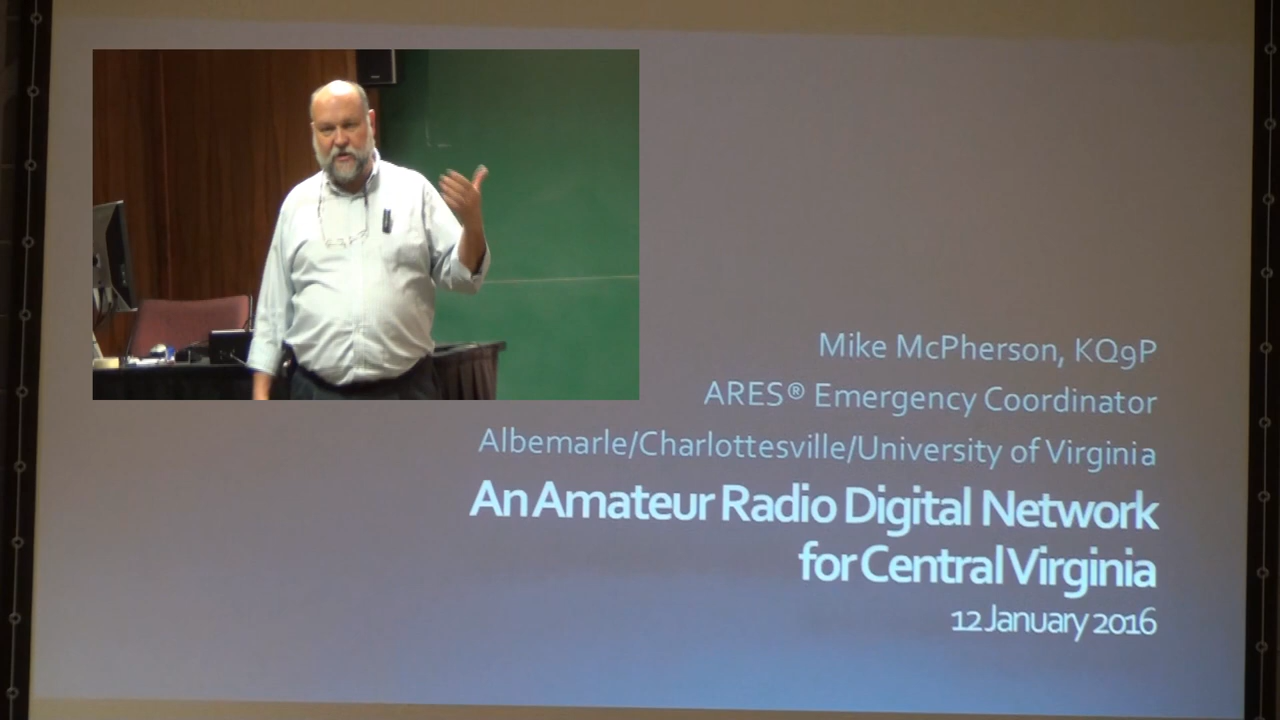 Mike McPherson, KQ9P
ARES® Emergency Coordinator
Albemarle/Charlottesville/University of Virginia
An Amateur Radio Digital Network
for Central Virginia
12 January 2016